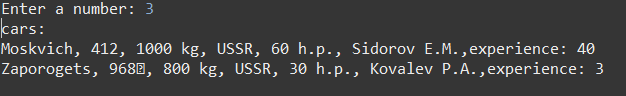 Enter a number: 3
cars:
Moskvich, 412, 1000 kg, USSR, 60 h.p., Sidorov E.M.,experience: 40
Zaporogets, 968, 800 kg, USSR, 30 h.p., Kovalev P.A.,experience: 3